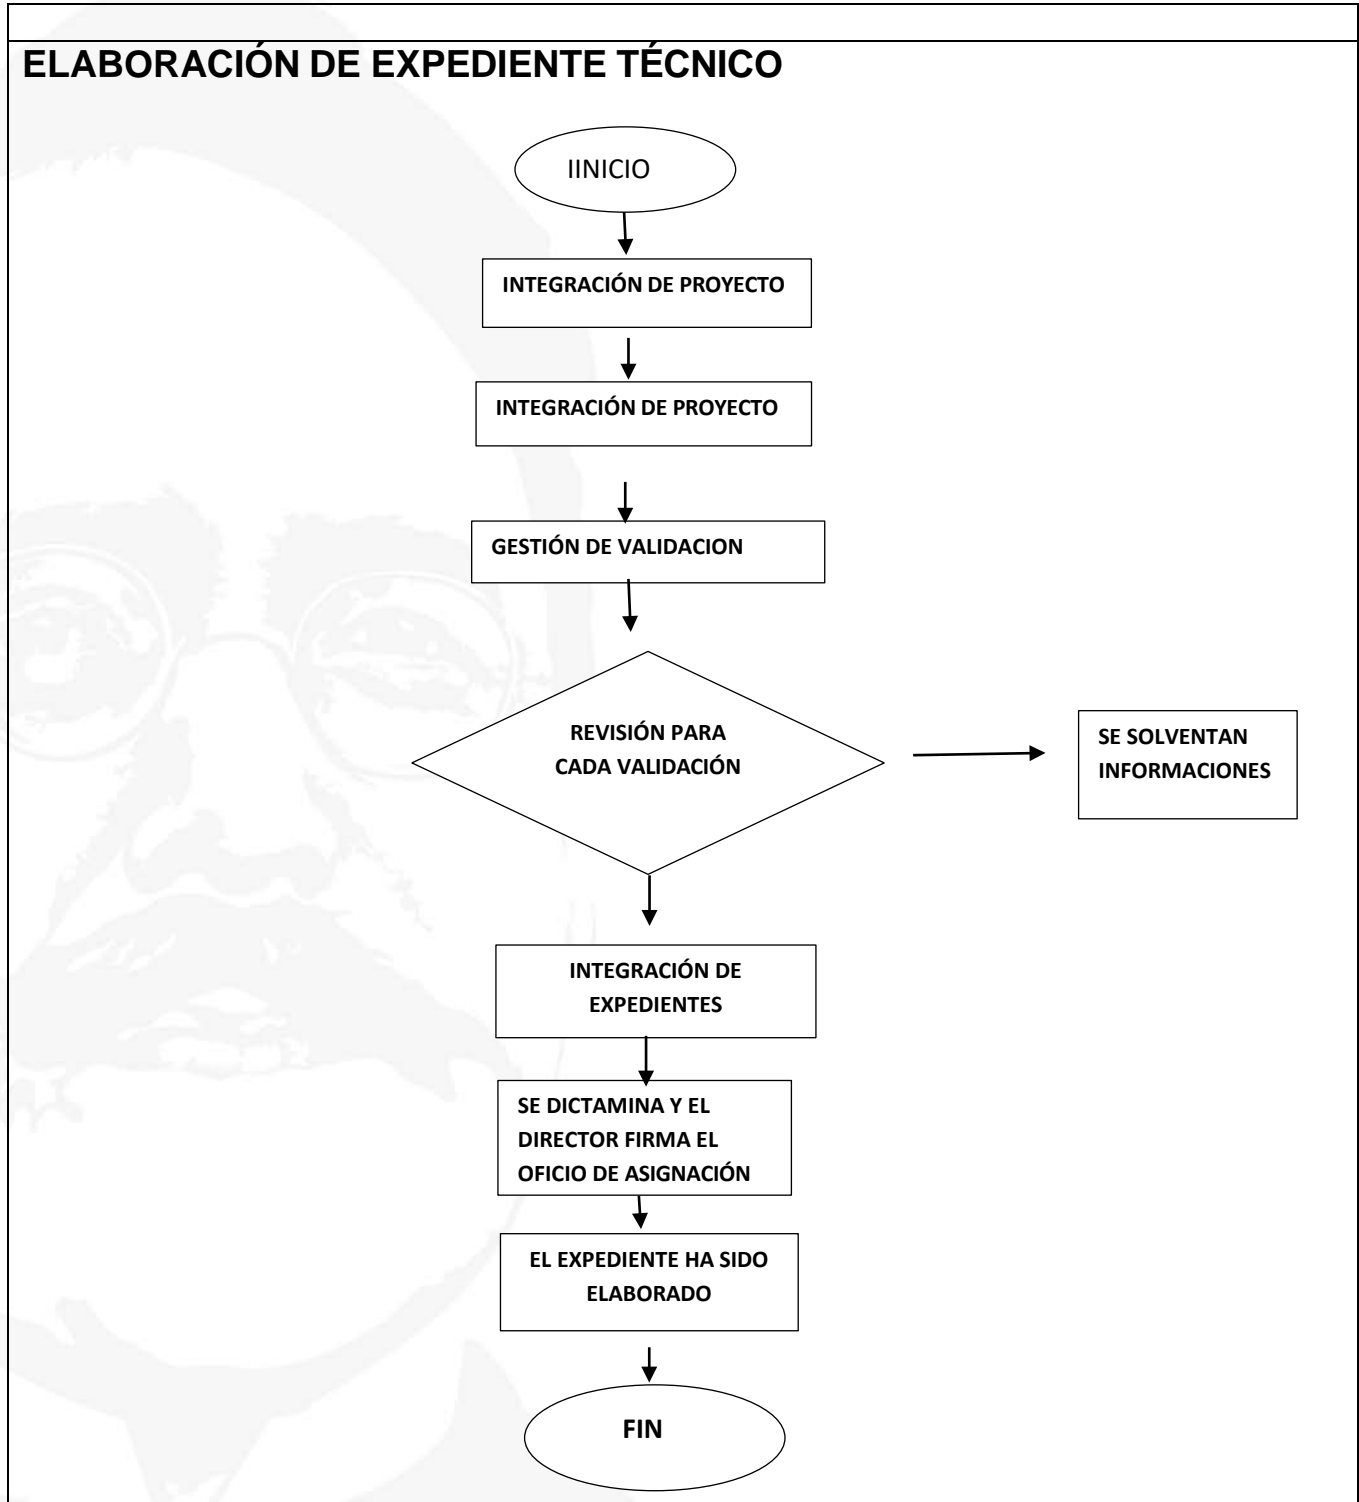 ELABORACIÓN DE EXPEDIENTE TÉCNICO
IINICIO
INTEGRACIÓN DE PROYECTO
INTEGRACIÓN DE PROYECTO
GESTIÓN DE VALIDACION
REVISIÓN PARA
CADA VALIDACIÓN
SE SOLVENTAN
INFORMACIONES
INTEGRACIÓN DE
EXPEDIENTES
SE DICTAMINA Y EL
DIRECTOR FIRMA EL
OFICIO DE ASIGNACIÓN
EL EXPEDIENTE HA SIDO
ELABORADO
FIN